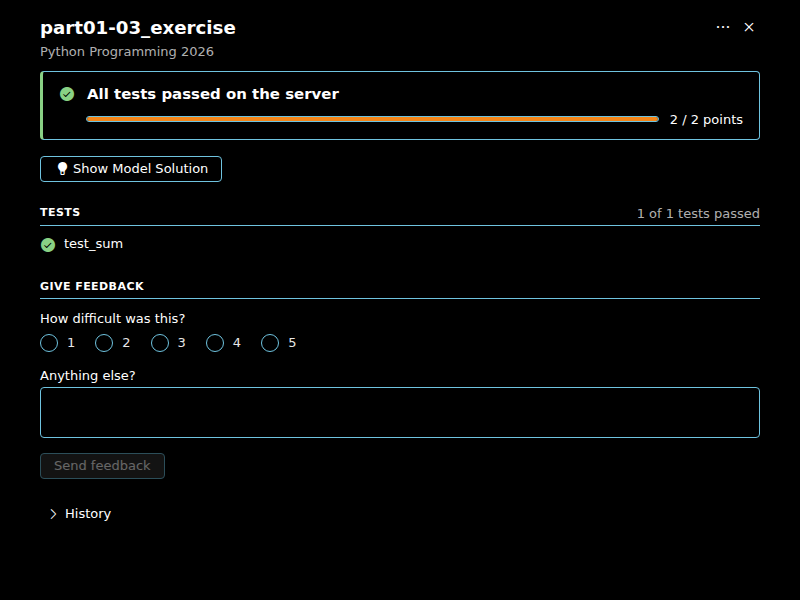 part01-03_exercise
Python Programming 2026
All tests passed on the server
2 / 2 points
Show Model Solution
TESTS
1 of 1 tests passed
test_sum
GIVE FEEDBACK
How difficult was this?
1 2 3 4 5
Anything else?
Send feedback
History